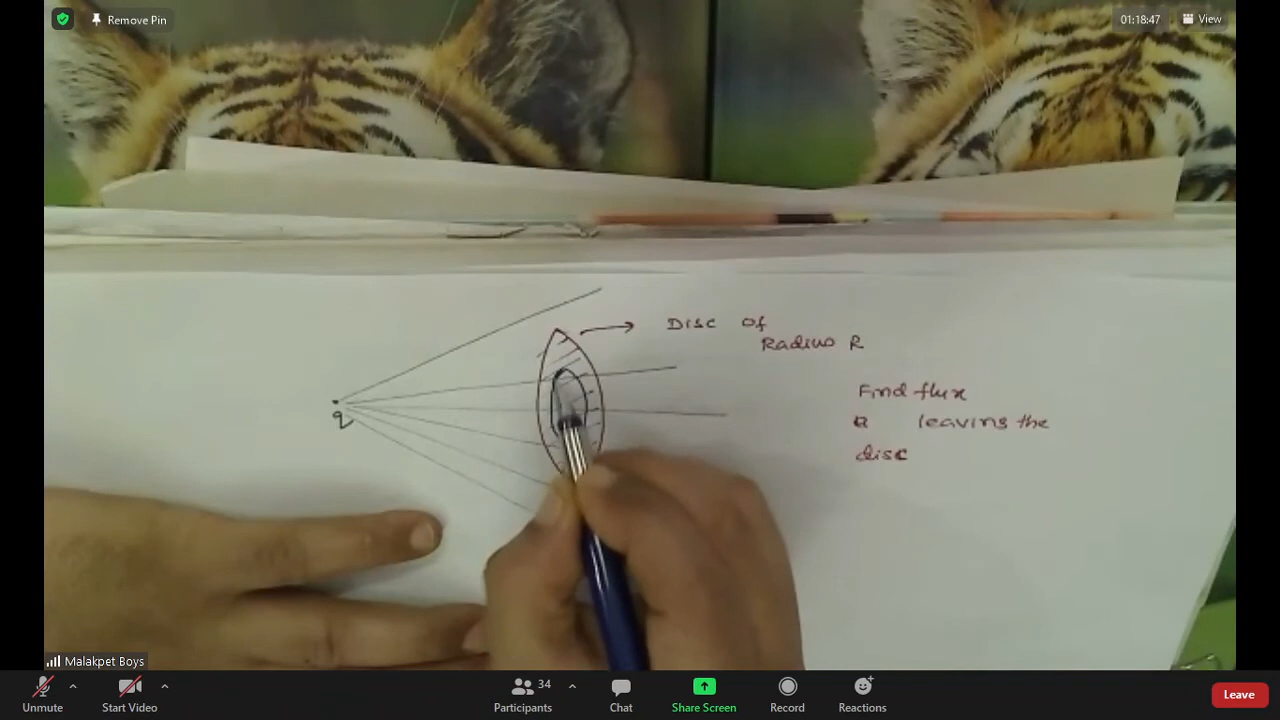 Remove Pin
01:18:47
View
Disc of
Radius R
Find flux
leaving the
disc
q
Malakpet Boys
Unmute
Start Video
34
Participants
Chat
Share Screen
Record
Reactions
Leave